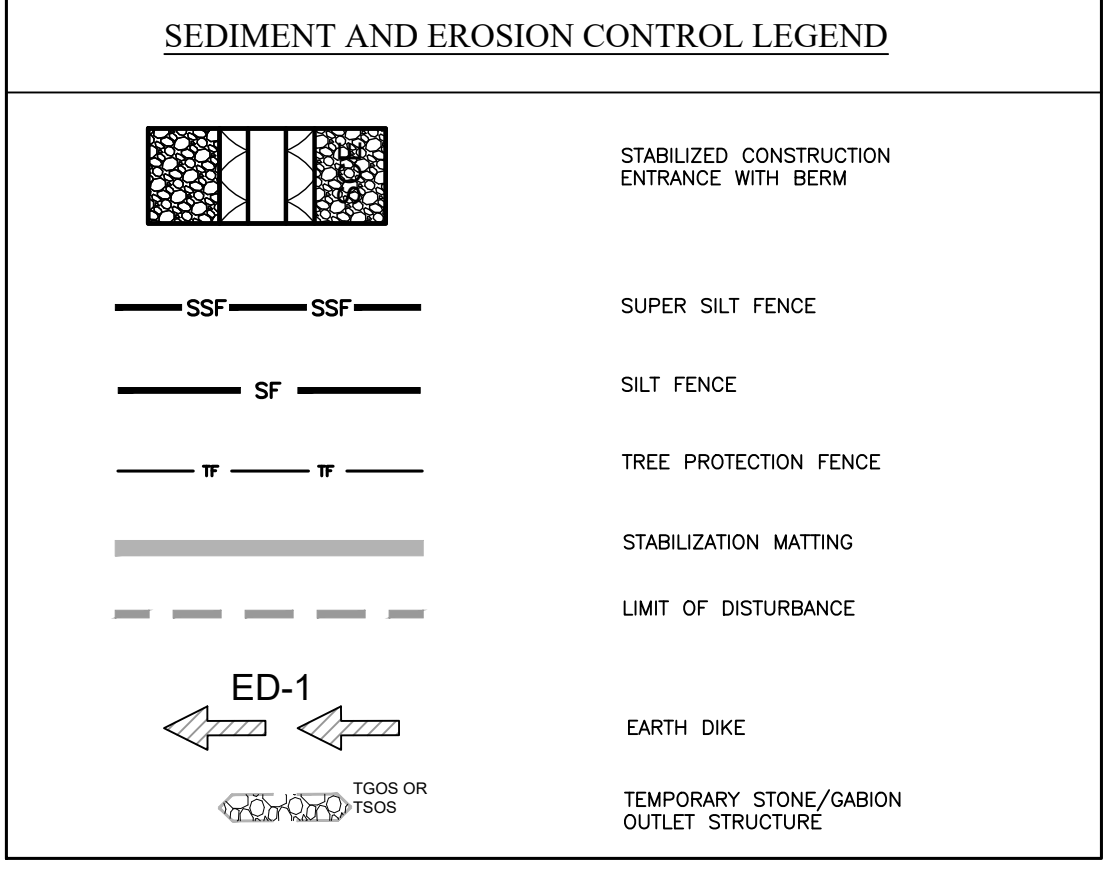 SEDIMENT AND EROSION CONTROL LEGEND
STABILIZED CONSTRUCTION
ENTRANCE WITH BERM
SSF SSF
SUPER SILT FENCE
SF
SILT FENCE
TF TF
TREE PROTECTION FENCE
STABILIZATION MATTING
LIMIT OF DISTURBANCE
ED-1
EARTH DIKE
TGOS OR
TSOS
TEMPORARY STONE/GABION
OUTLET STRUCTURE